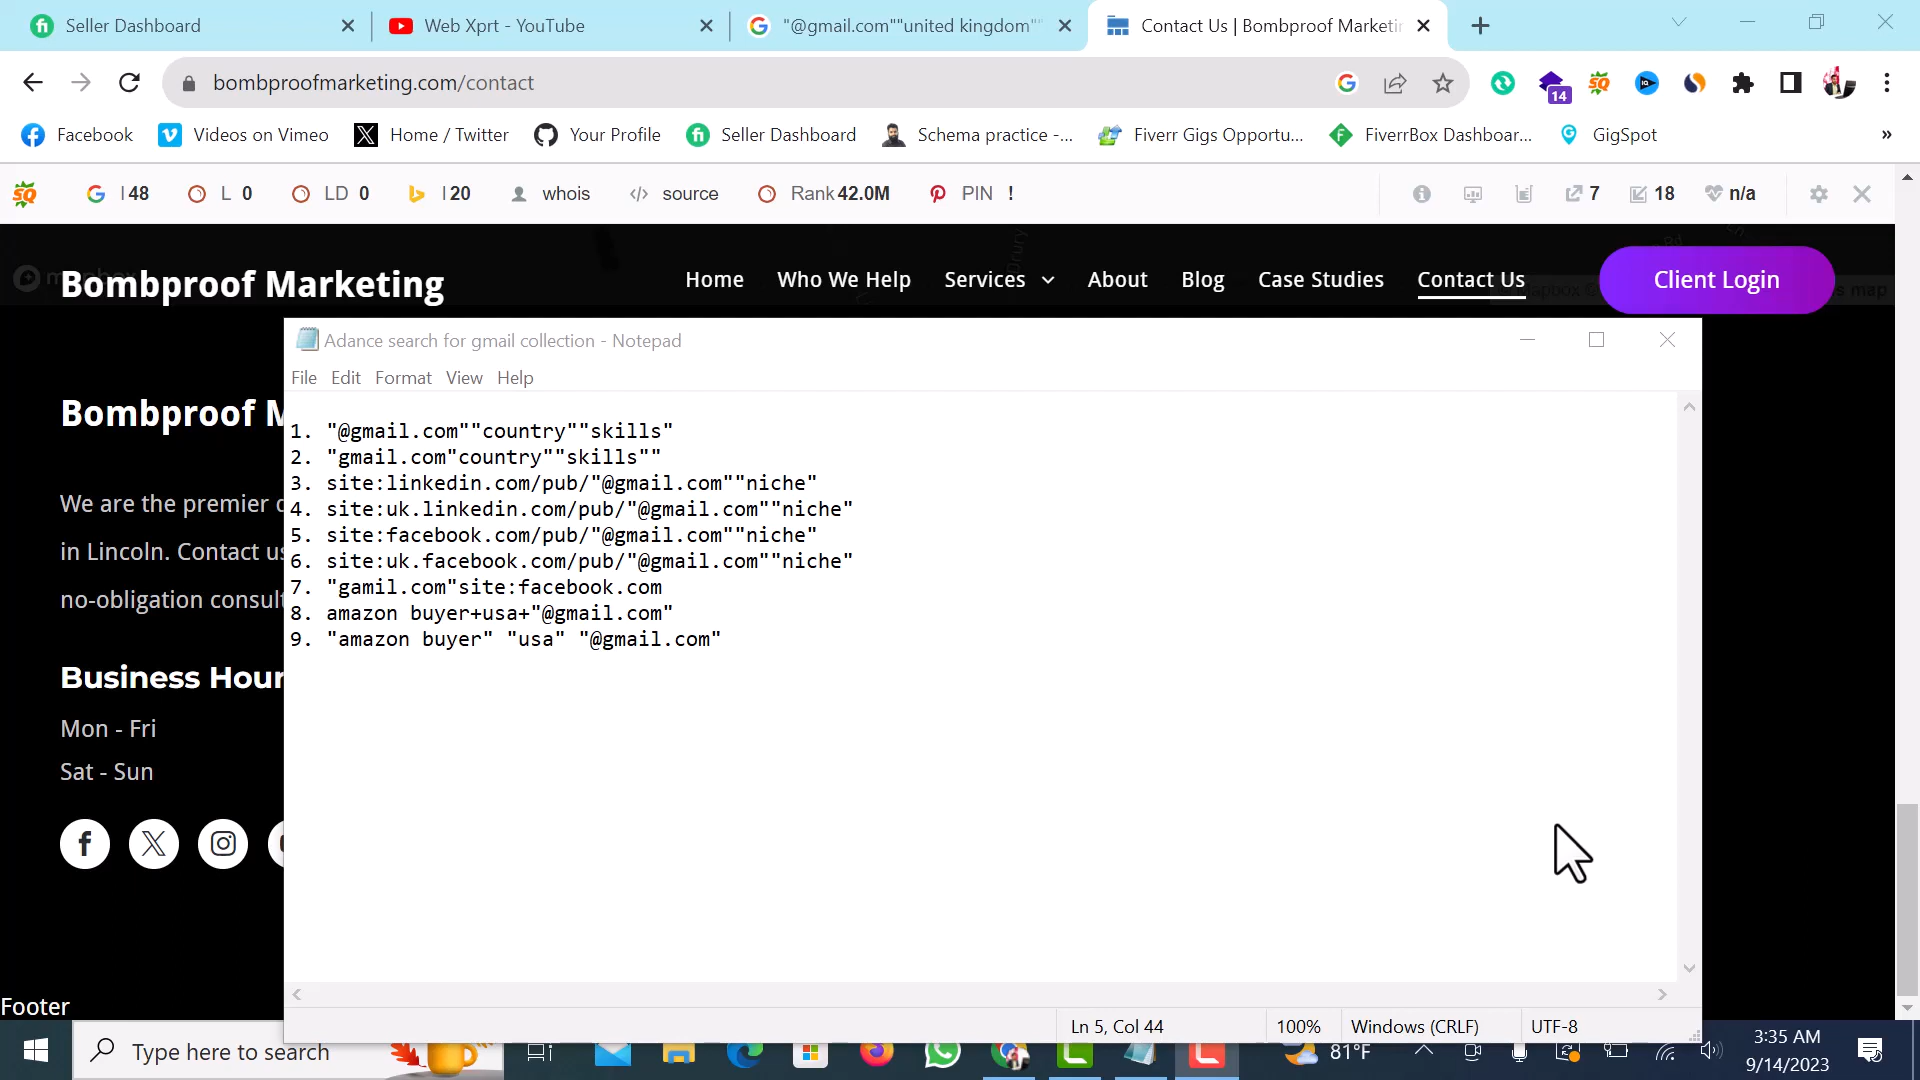 Seller Dashboard
Web Xprt - YouTube
"@gmail.com""united kingdom""
Contact Us | Bombproof Marketin
bombproofmarketing.com/contact
14
Facebook
Videos on Vimeo
Home / Twitter
Your Profile
Seller Dashboard
Schema practice -...
Fiverr Gigs Opportu...
FiverrBox Dashboar...
GigSpot
»
SQ
I 48
L 0
LD 0
I 20
whois
source
Rank 42.0M
PIN !
7
18
n/a
Bombproof Marketing
Home
Who We Help
Services
About
Blog
Case Studies
Contact Us
Client Login
Adance search for gmail collection - Notepad
File
Edit
Format
View
Help
1. "@gmail.com""country""skills"
2. "gmail.com"country""skills""
3. site:linkedin.com/pub/"@gmail.com""niche"
4. site:uk.linkedin.com/pub/"@gmail.com""niche"
5. site:facebook.com/pub/"@gmail.com""niche"
6. site:uk.facebook.com/pub/"@gmail.com""niche"
7. "gamil.com"site:facebook.com
8. amazon buyer+usa+"@gmail.com"
9. "amazon buyer" "usa" "@gmail.com"
Bombproof M
We are the premier
in Lincoln. Contact us
no-obligation consult
Business Hour
Mon - Fri
Sat - Sun
Footer
Ln 5, Col 44
100%
Windows (CRLF)
UTF-8
Type here to search
81°F
3:35 AM
9/14/2023